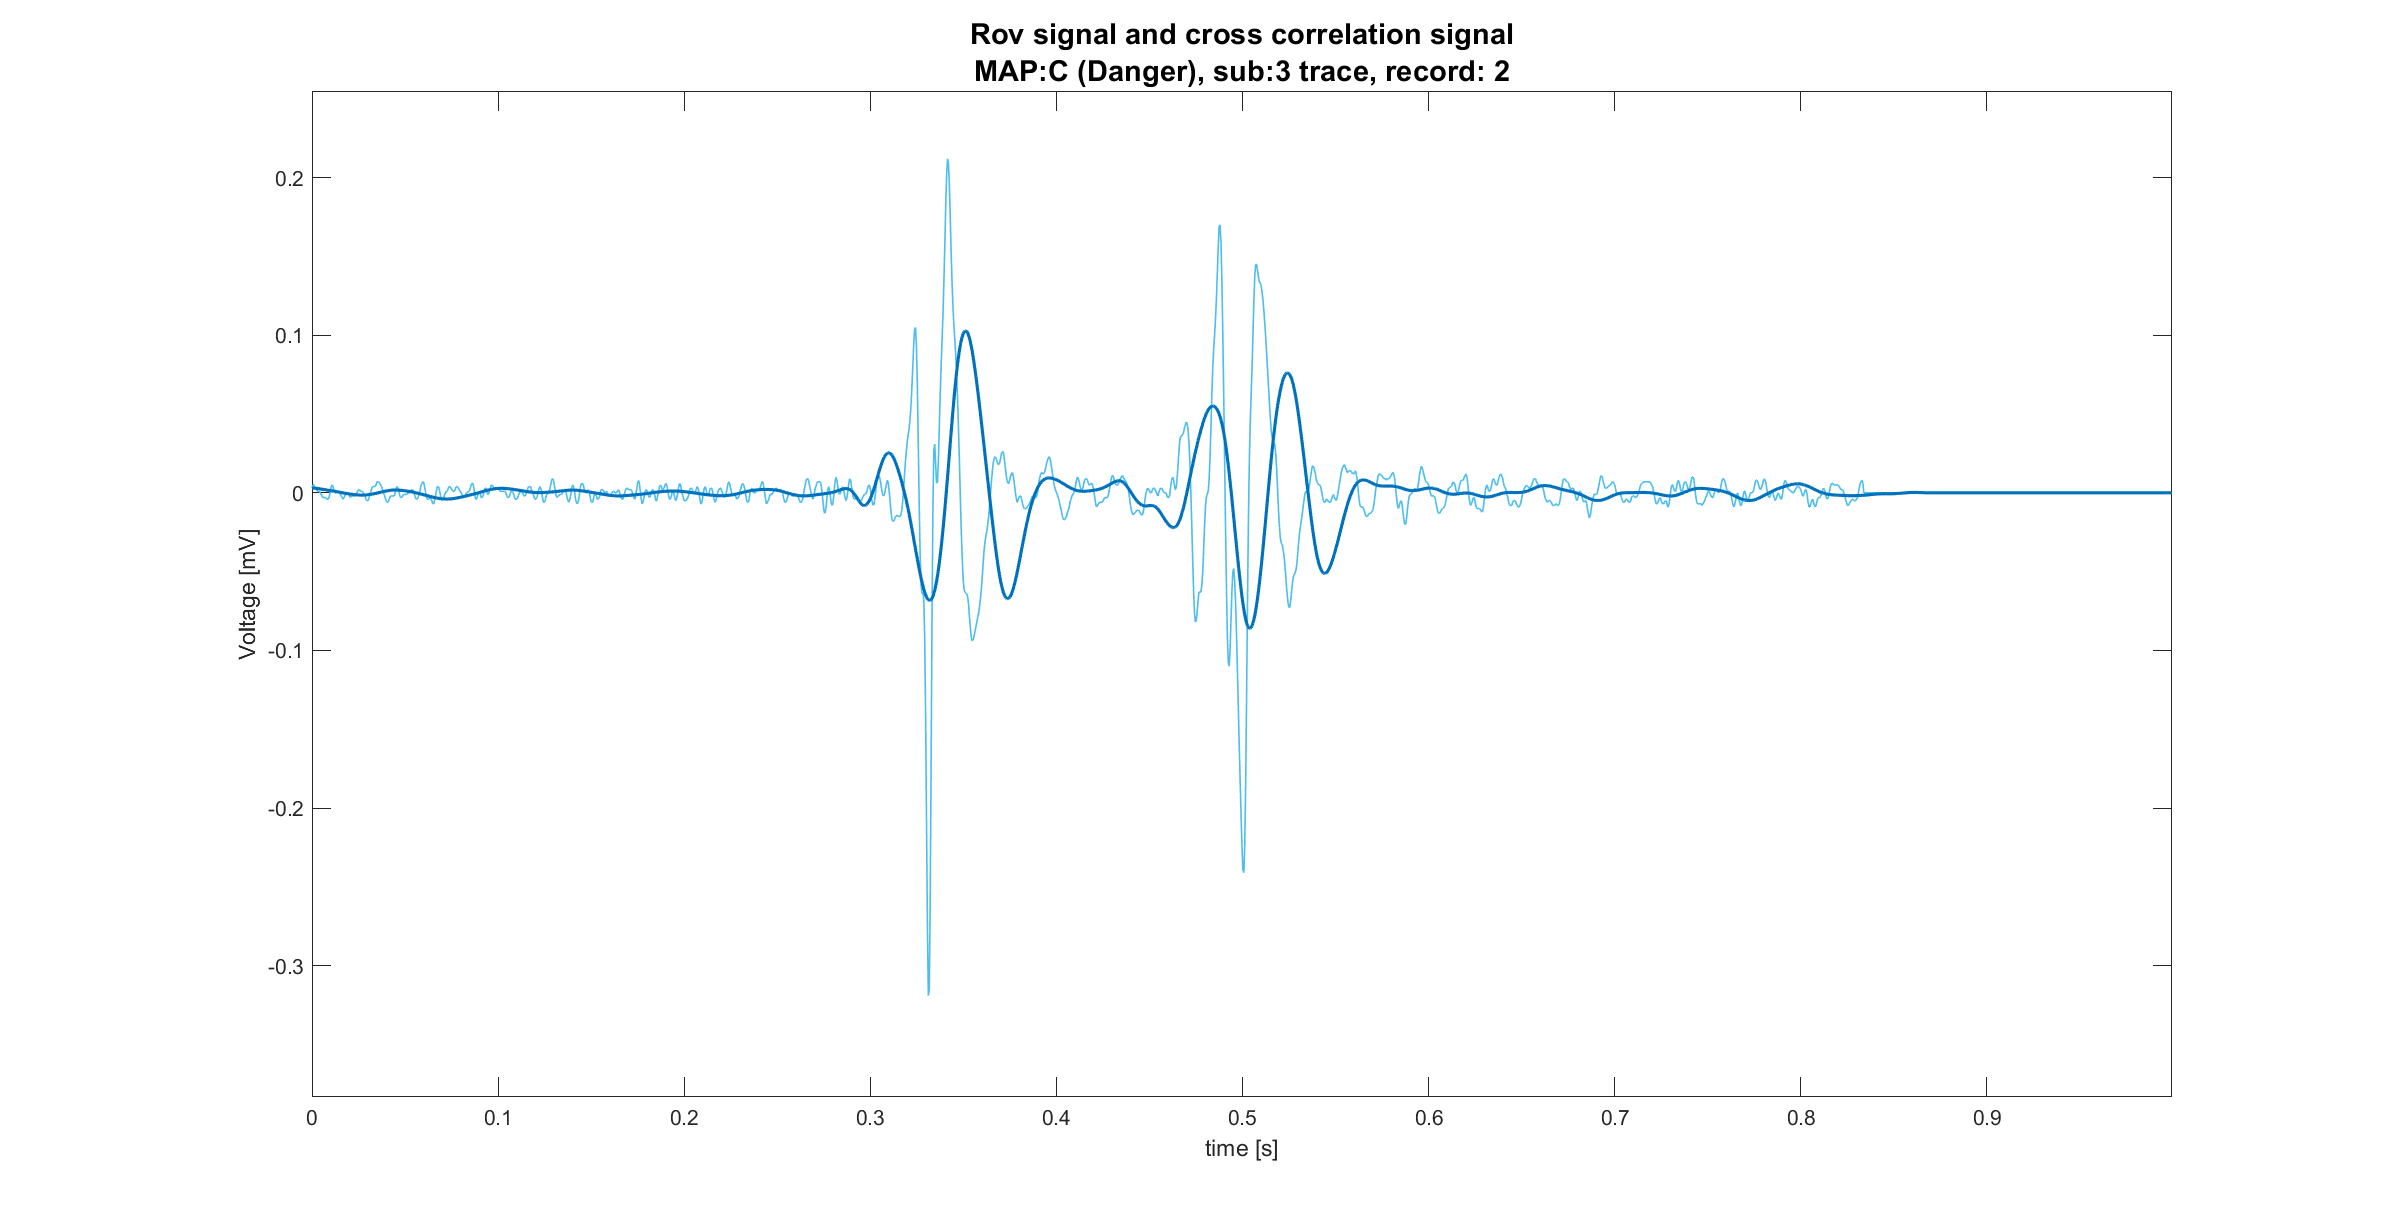 Rov signal and cross correlation signal
MAP:C (Danger), sub:3 trace, record: 2
0.2
0.1
0
-0.1
-0.2
-0.3
Voltage [mV]
0 0.1 0.2 0.3 0.4 0.5 0.6 0.7 0.8 0.9
time [s]